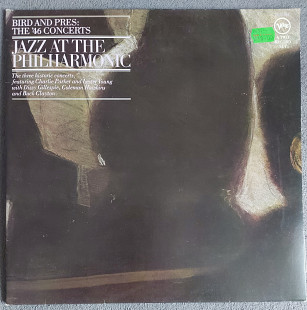 BIRD AND PRES:
THE '46 CONCERTS
JAZZ AT THE
PHILHARMONIC
The three historic concerts,
featuring Charlie Parker and Lester Young
with Dizzy Gillespie, Coleman Hawkins
and Buck Clayton.
Verve